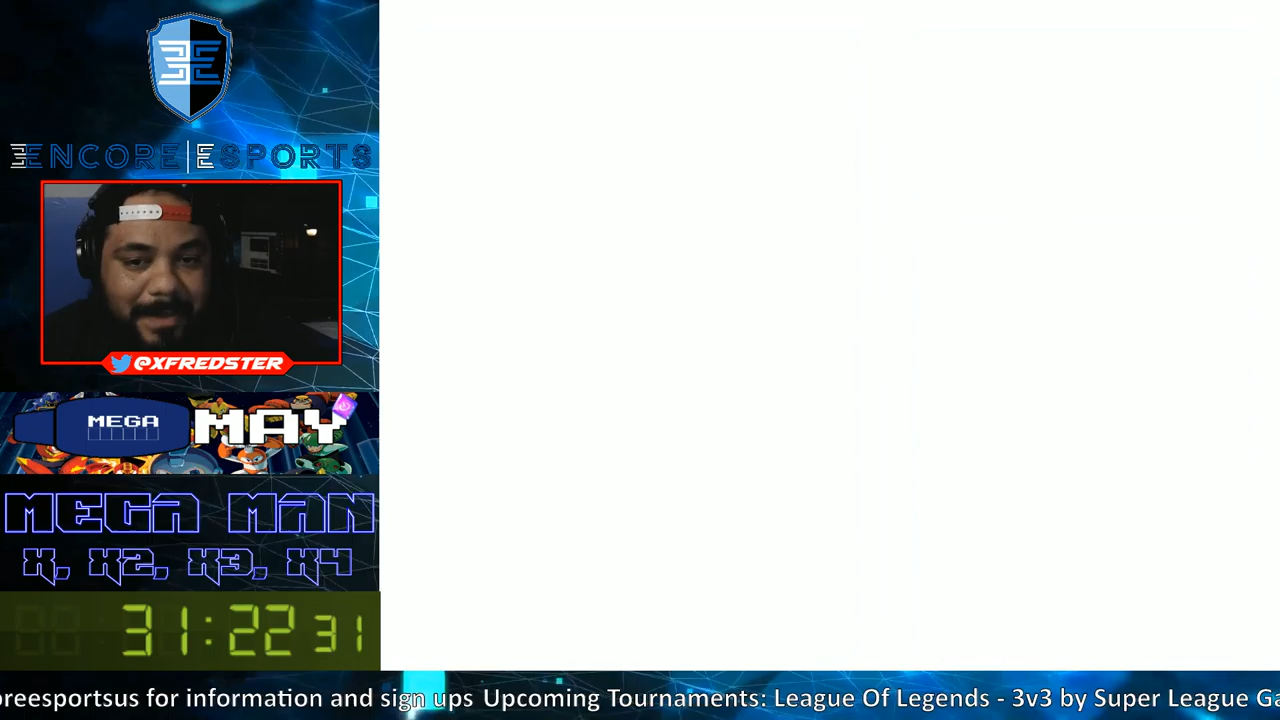 ENCORE|ESPORTS
@XFREDSTER
MEGA MAY
MEGA MAN
X, X2, X3, X4
31:22 31
oreesportsus for information and sign ups Upcoming Tournaments: League Of Legends - 3v3 by Super League Ga